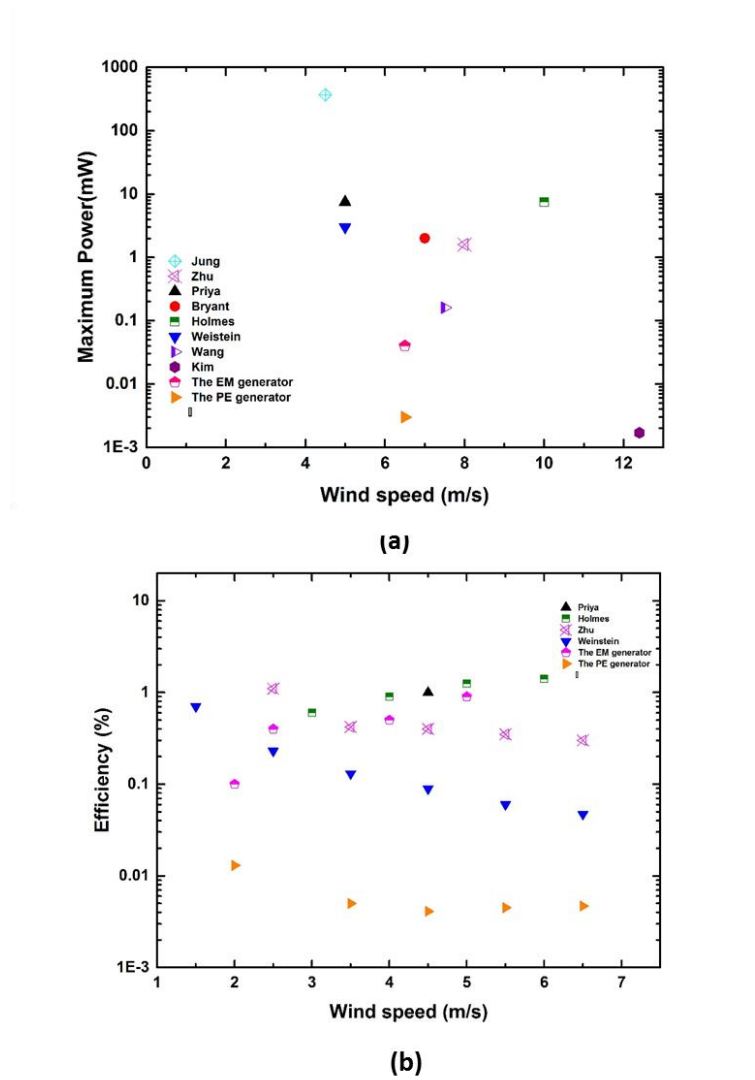 (a)
1000
100
10
1
0.1
0.01
1E-3
Maximum Power(mW)
Jung
Zhu
Priya
Bryant
Holmes
Weistein
Wang
Kim
The EM generator
The PE generator
0 2 4 6 8 10 12
Wind speed (m/s)
(a)
10
1
0.1
0.01
1E-3
Efficiency (%)
Priya
Holmes
Zhu
Weinstein
The EM generator
The PE generator
1 2 3 4 5 6 7
Wind speed (m/s)
(b)